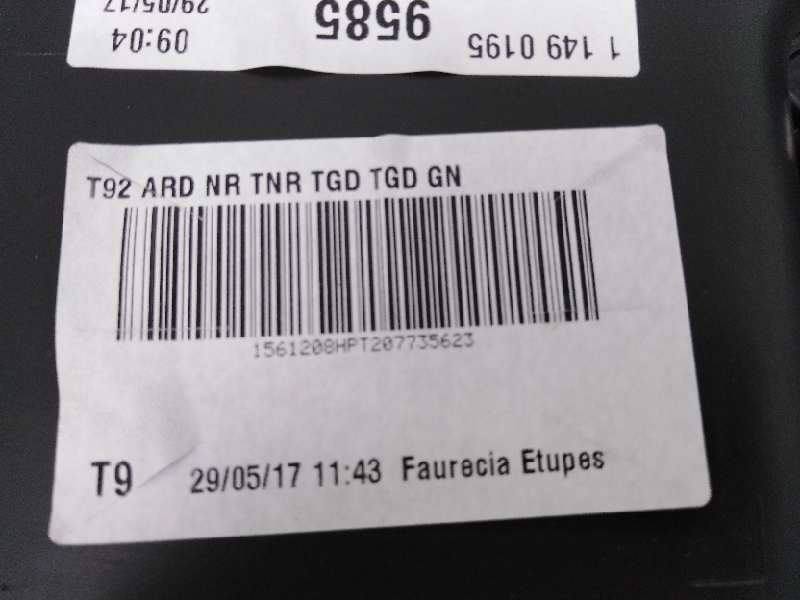 1 149 0195 9585 09:04
29/05/17
T92 ARD NR TNR TGD TGD GN
1561208HPT207735623
T9 29/05/17 11:43 Faurecia Etupes